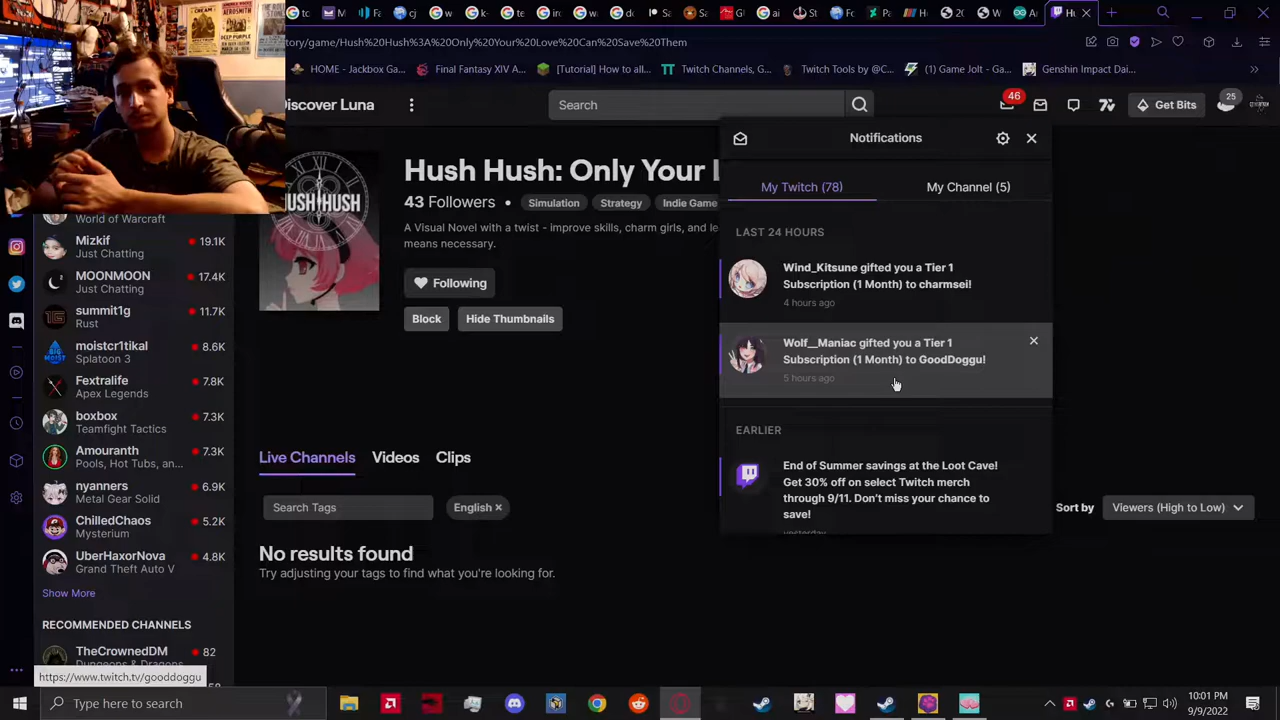 AEROSMITH
DEEP PURPLE
HOME - Jackbox Ga...
[Tutorial] How to all...
Twitch Tools by @C...
(1) Game Jolt - Ga...
Genshin Impact Dai...
Discover Luna
Search
46
Get Bits
25
Notifications
My Twitch (78)
My Channel (5)
LAST 24 HOURS
Wind_Kitsune gifted you a Tier 1
Subscription (1 Month) to charmsei!
4 hours ago
Wolf__Maniac gifted you a Tier 1
Subscription (1 Month) to GoodDoggu!
5 hours ago
EARLIER
End of Summer savings at the Loot Cave!
Get 30% off on select Twitch merch
through 9/11. Don't miss your chance to
save!
yesterday
HUSH HUSH
Hush Hush: Only Your L
43 Followers • Simulation Strategy Indie Game
A Visual Novel with a twist - improve skills, charm girls, and le
means necessary.
Following
Block
Hide Thumbnails
Live Channels
Videos
Clips
Search Tags
English ×
Sort by
Viewers (High to Low)
No results found
Try adjusting your tags to find what you're looking for.
World of Warcraft
Mizkif
19.1K
Just Chatting
MOONMOON
17.4K
Just Chatting
summit1g
11.7K
Rust
moistcr1tikal
8.6K
Splatoon 3
Fextralife
7.8K
Apex Legends
boxbox
7.3K
Teamfight Tactics
Amouranth
7.3K
Pools, Hot Tubs, an...
nyanners
6.9K
Metal Gear Solid
ChilledChaos
5.2K
Mysterium
UberHaxorNova
4.8K
Grand Theft Auto V
Show More
RECOMMENDED CHANNELS
TheCrownedDM
82
Dungeons & Dragons
https://www.twitch.tv/gooddoggu
Type here to search
10:01 PM
9/9/2022